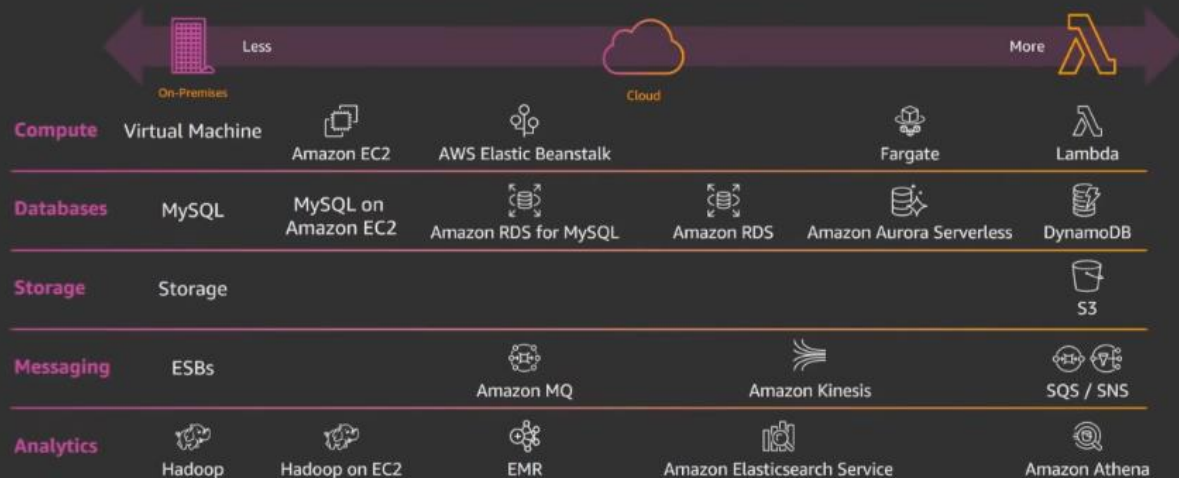 Less
More
On-Premises
Cloud
Compute
Virtual Machine
Amazon EC2
AWS Elastic Beanstalk
Fargate
Lambda
Databases
MySQL
MySQL on
Amazon EC2
Amazon RDS for MySQL
Amazon RDS
Amazon Aurora Serverless
DynamoDB
Storage
Storage
S3
Messaging
ESBs
Amazon MQ
Amazon Kinesis
SQS / SNS
Analytics
Hadoop
Hadoop on EC2
EMR
Amazon Elasticsearch Service
Amazon Athena